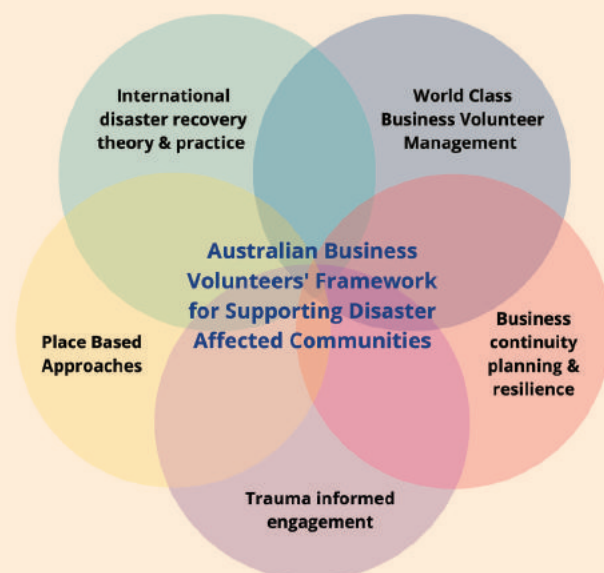 International
disaster recovery
theory & practice
World Class
Business Volunteer
Management
Australian Business
Volunteers' Framework
for Supporting Disaster
Affected Communities
Place Based
Approaches
Business
continuity
planning &
resilience
Trauma informed
engagement